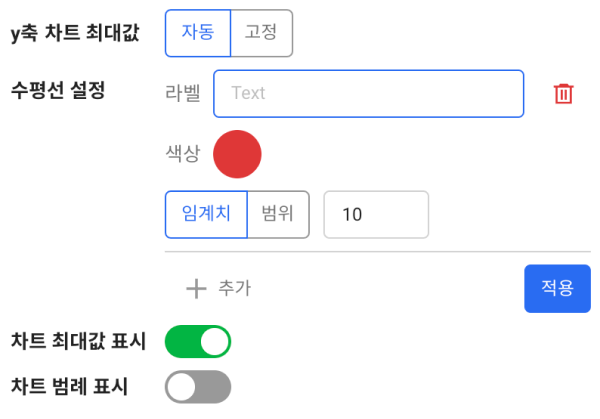 y축 차트 최대값 자동 고정
수평선 설정 라벨 Text
색상
임계치 범위 10
추가 적용
차트 최대값 표시
차트 범례 표시